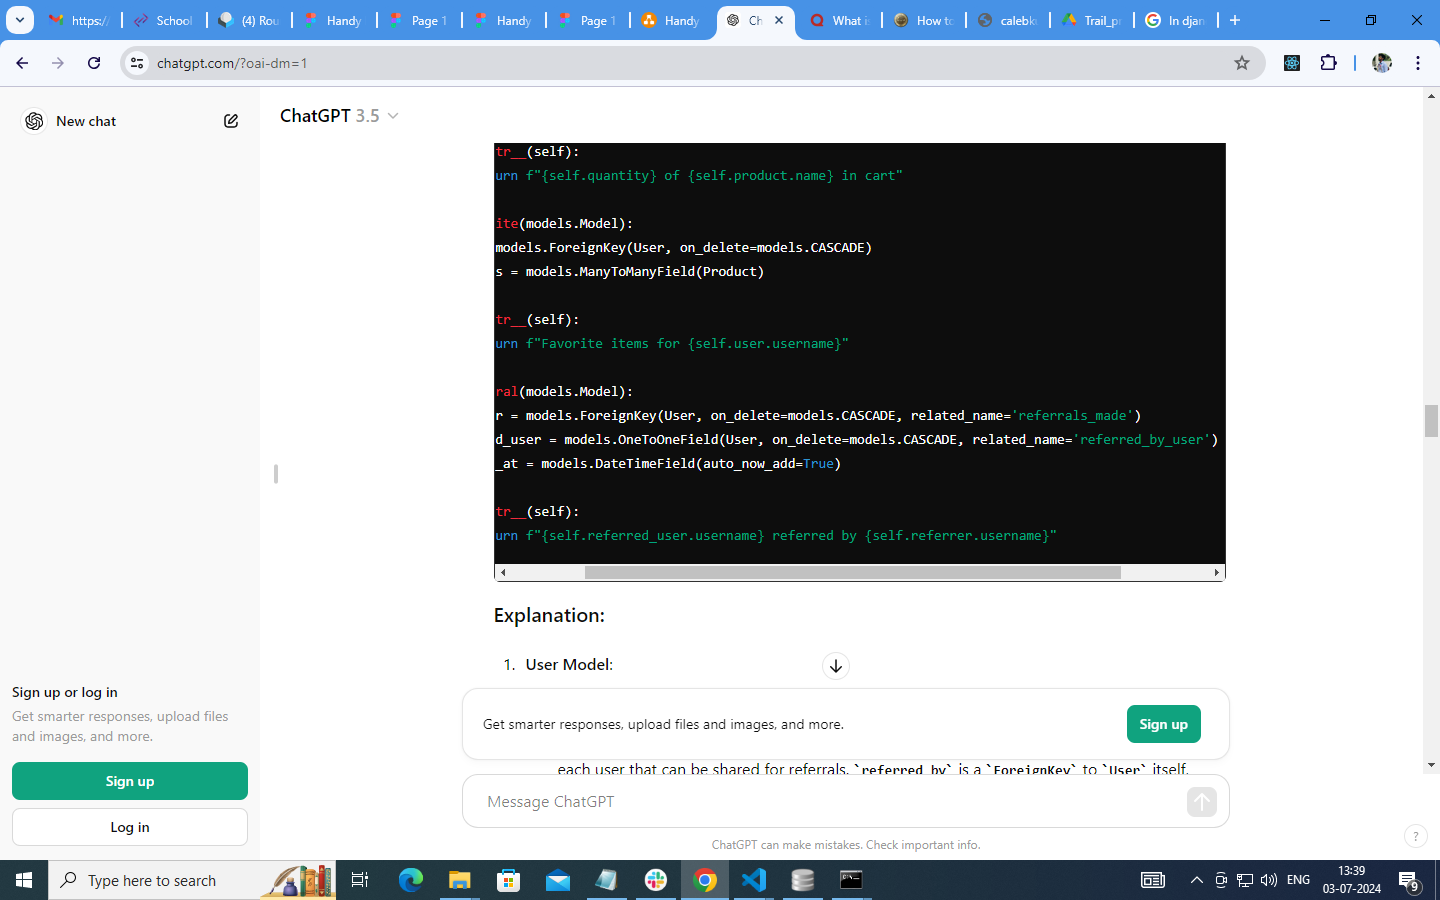 https:/
School
(4) Rou
Handy
Page 1
Handy
Page 1
Handy
Ch
What is
How to
calebku
Trail_pr
In djan
chatgpt.com/?oai-dm=1
New chat
ChatGPT 3.5
tr__(self):
urn f"{self.quantity} of {self.product.name} in cart"
ite(models.Model):
models.ForeignKey(User, on_delete=models.CASCADE)
s = models.ManyToManyField(Product)
tr__(self):
urn f"Favorite items for {self.user.username}"
ral(models.Model):
r = models.ForeignKey(User, on_delete=models.CASCADE, related_name='referrals_made')
d_user = models.OneToOneField(User, on_delete=models.CASCADE, related_name='referred_by_user')
_at = models.DateTimeField(auto_now_add=True)
tr__(self):
urn f"{self.referred_user.username} referred by {self.referrer.username}"
Explanation:
1. User Model:
Get smarter responses, upload files and images, and more.
Sign up
each user that can be shared for referrals. `referred_by` is a `ForeignKey` to `User` itself.
Message ChatGPT
ChatGPT can make mistakes. Check important info.
?
Sign up or log in
Get smarter responses, upload files
and images, and more.
Sign up
Log in
Type here to search
ENG
13:39
03-07-2024
9